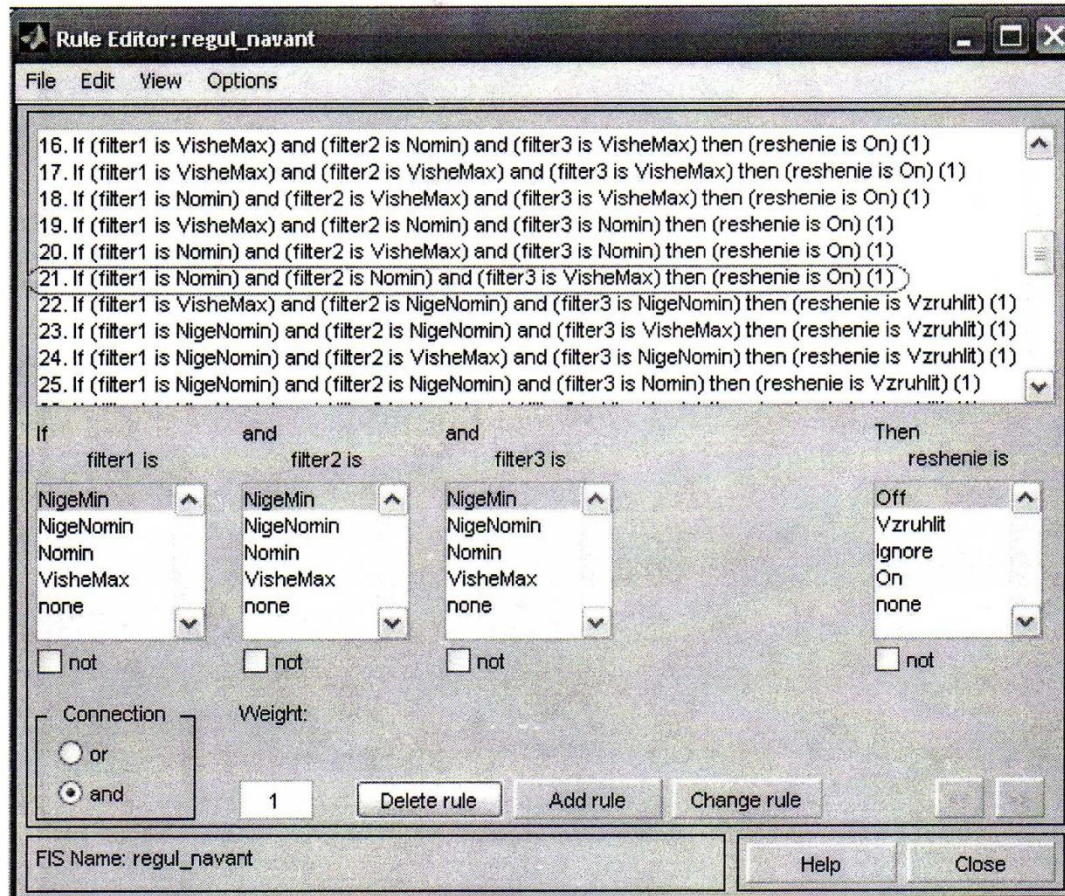 Rule Editor: regul_navant
File Edit View Options
16. If (filter1 is VisheMax) and (filter2 is Nomin) and (filter3 is VisheMax) then (reshenie is On) (1)
17. If (filter1 is VisheMax) and (filter2 is VisheMax) and (filter3 is VisheMax) then (reshenie is On) (1)
18. If (filter1 is Nomin) and (filter2 is VisheMax) and (filter3 is VisheMax) then (reshenie is On) (1)
19. If (filter1 is VisheMax) and (filter2 is Nomin) and (filter3 is Nomin) then (reshenie is On) (1)
20. If (filter1 is Nomin) and (filter2 is VisheMax) and (filter3 is Nomin) then (reshenie is On) (1)
21. If (filter1 is Nomin) and (filter2 is Nomin) and (filter3 is VisheMax) then (reshenie is On) (1)
22. If (filter1 is VisheMax) and (filter2 is NigeNomin) and (filter3 is NigeNomin) then (reshenie is Vzruhlit) (1)
23. If (filter1 is NigeNomin) and (filter2 is NigeNomin) and (filter3 is VisheMax) then (reshenie is Vzruhlit) (1)
24. If (filter1 is NigeNomin) and (filter2 is VisheMax) and (filter3 is NigeNomin) then (reshenie is Vzruhlit) (1)
25. If (filter1 is NigeNomin) and (filter2 is NigeNomin) and (filter3 is Nomin) then (reshenie is Vzruhlit) (1)
If and and Then
filter1 is filter2 is filter3 is reshenie is
NigeMin NigeMin NigeMin Off
NigeNomin NigeNomin NigeNomin Vzruhlit
Nomin Nomin Nomin Ignore
VisheMax VisheMax VisheMax On
none none none none
not not not not
Connection Weight:
or
and 1 Delete rule Add rule Change rule << >>
FIS Name: regul_navant Help Close